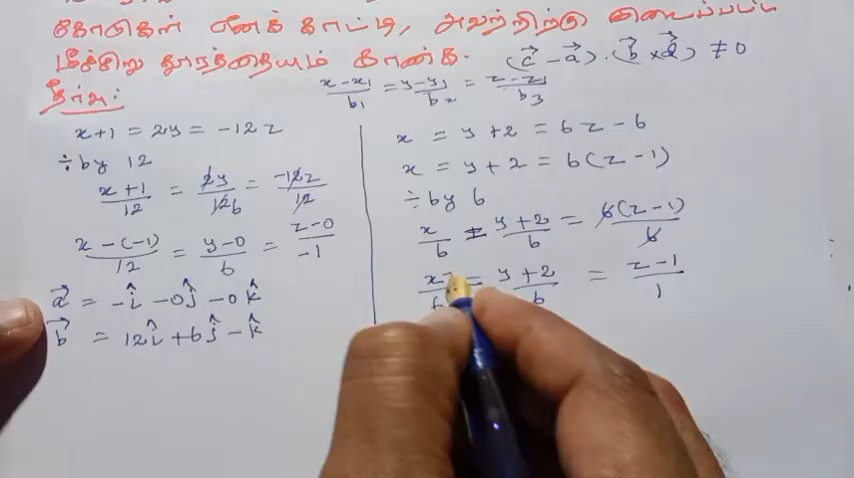 கோடுகள் எனக் காட்டி, அவற்றிற்கு இடைப்பட்ட
மீச்சிறு தூரத்தையும் காண்க. (c⃗ - a⃗) · (b⃗ × d⃗) ≠ 0
தீர்வு:
(x - x₁)/b₁ = (y - y₁)/b₂ = (z - z₁)/b₃
x + 1 = 2y = -12z
÷ by 12
(x + 1)/12 = 2y/12 6 = -12z/12
(x - (-1))/12 = (y - 0)/6 = (z - 0)/-1
a⃗ = -î - 0ĵ - 0k̂
b⃗ = 12î + 6ĵ - k̂
x = y + 2 = 6z - 6
x = y + 2 = 6(z - 1)
÷ by 6
x/6 = (y + 2)/6 = 6(z - 1)/6
x - = (y + 2)/6 = (z - 1)/1